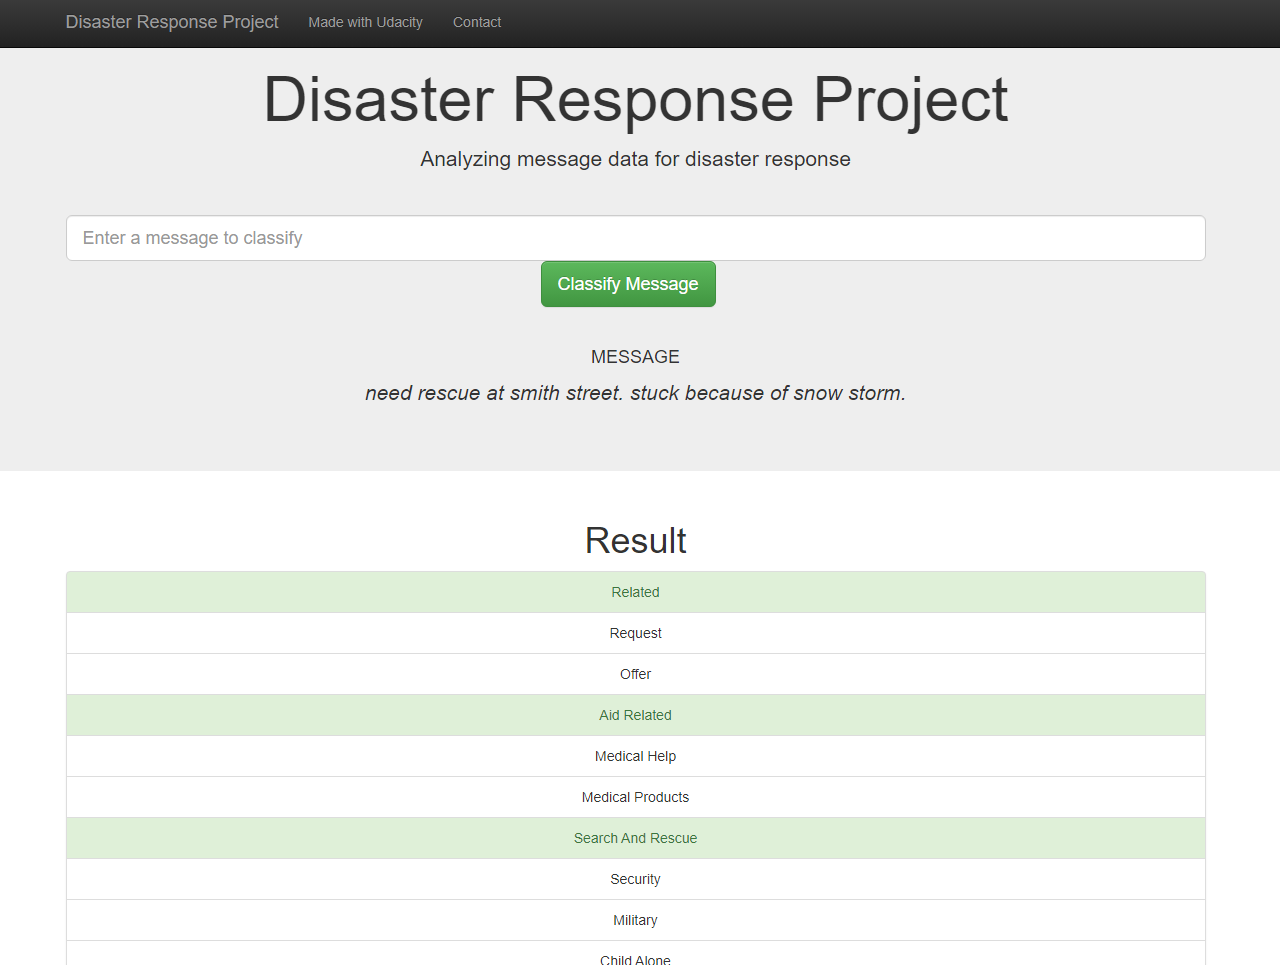 Disaster Response Project Made with Udacity Contact
Disaster Response Project
Analyzing message data for disaster response
Enter a message to classify
Classify Message
MESSAGE
need rescue at smith street. stuck because of snow storm.
Result
Related
Request
Offer
Aid Related
Medical Help
Medical Products
Search And Rescue
Security
Military
Child Alone